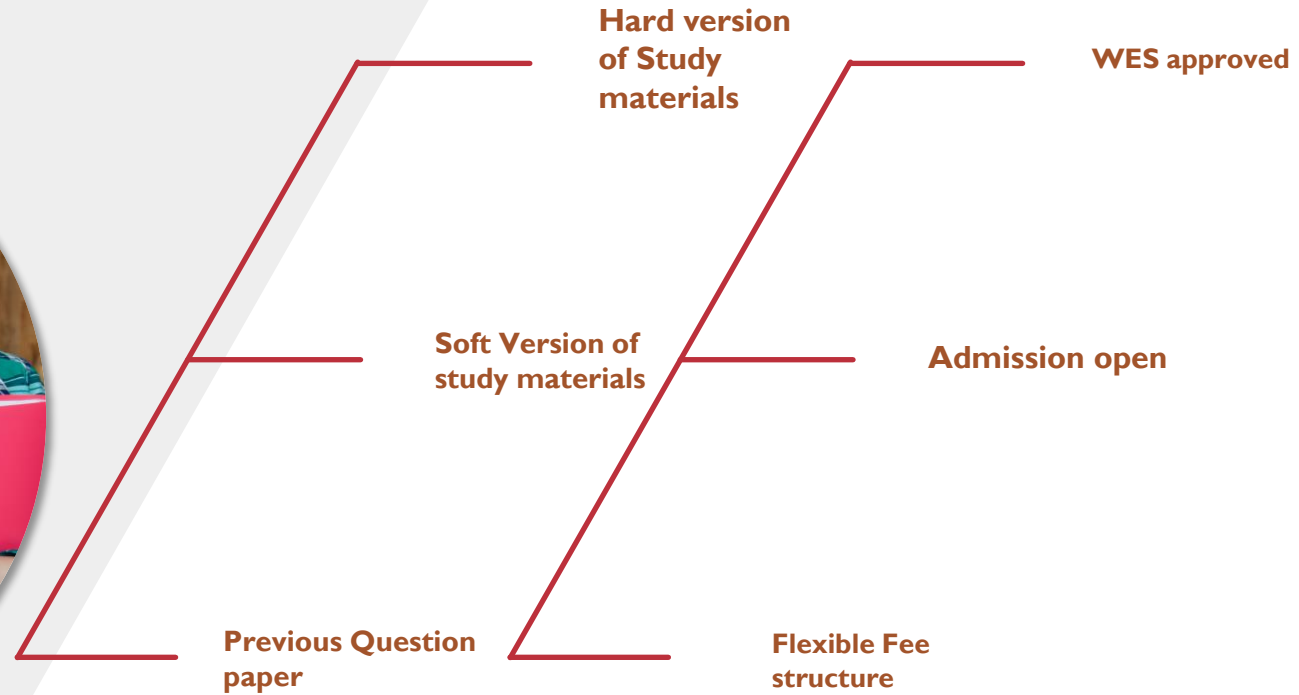 Hard version
of Study
materials
WES approved
Soft Version of
study materials
Admission open
Previous Question
paper
Flexible Fee
structure